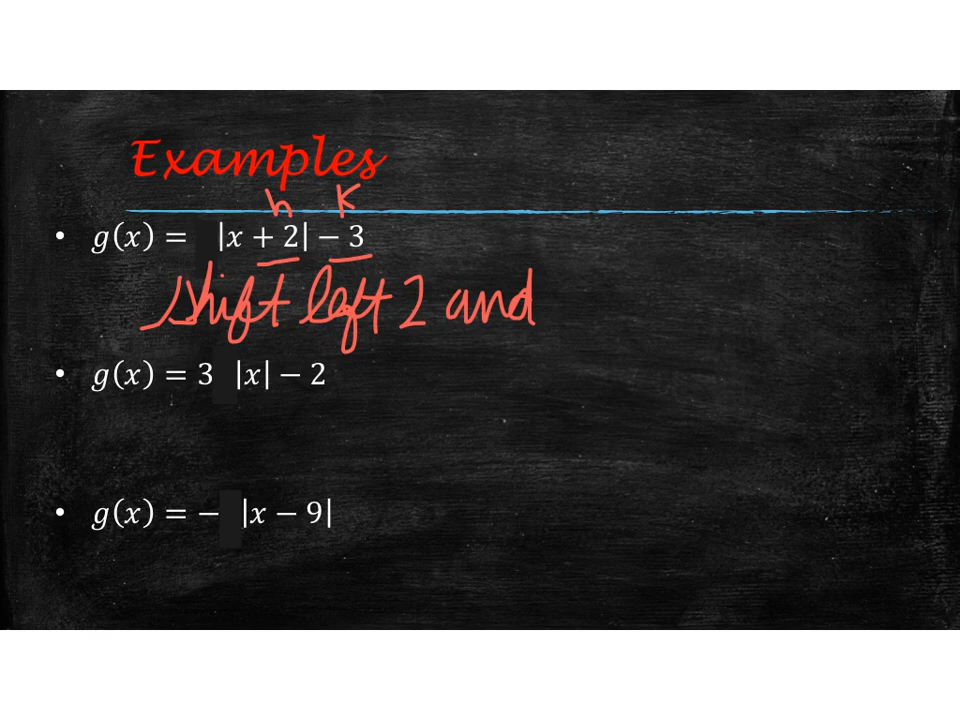 Examples
h K
• g(x) = |x + 2| − 3
shift left 2 and
• g(x) = 3 |x| − 2
• g(x) = − |x − 9|